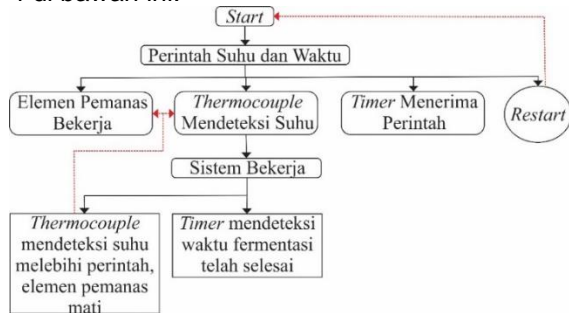 Start
Perintah Suhu dan Waktu
Elemen Pemanas
Bekerja
Thermocouple
Mendeteksi Suhu
Timer Menerima
Perintah
Restart
Sistem Bekerja
Thermocouple
mendeteksi suhu
melebihi perintah,
elemen pemanas
mati
Timer mendeteksi
waktu fermentasi
telah selesai